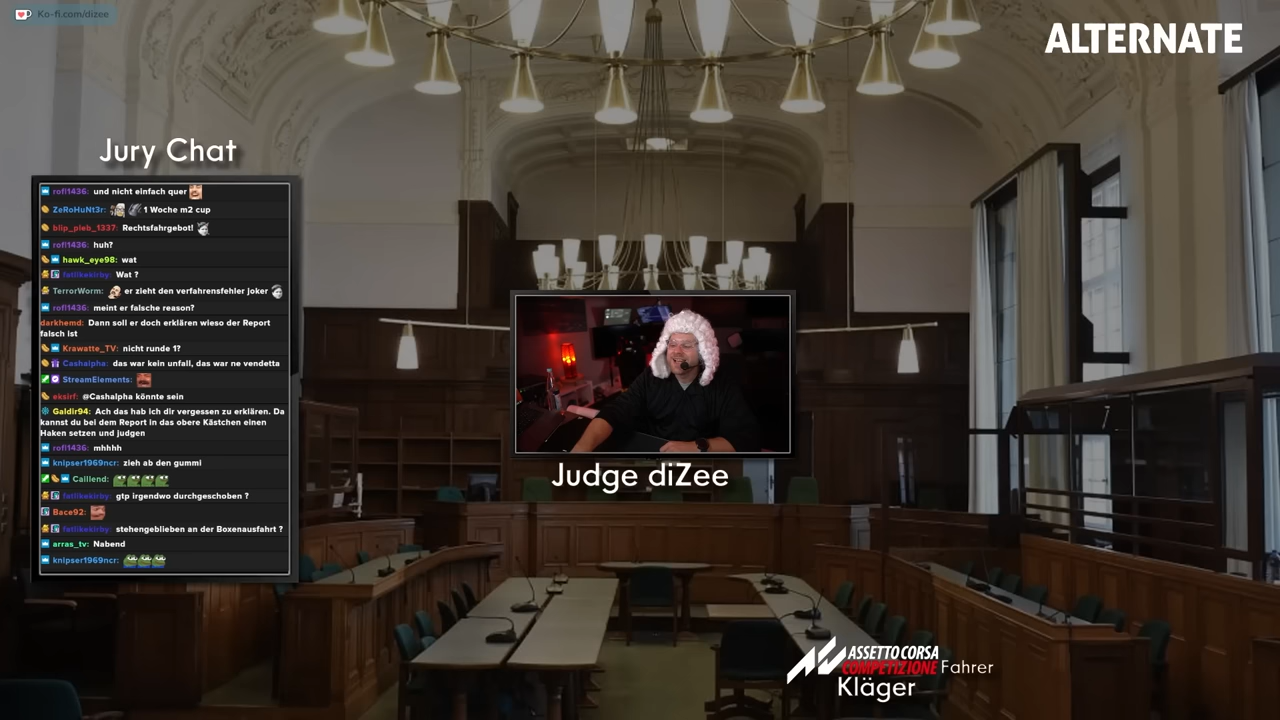 Ko-fi.com/dizee
ALTERNATE
Jury Chat
rofl1436: und nicht einfach quer
ZeRoHuNt3r: 1 Woche m2 cup
blip_pleb_1337: Rechtsfahrgebot!
rofl1436: huh?
hawk_eye98: wat
fatlikekirby: Wat ?
TerrorWorm: er zieht den verfahrensfehler joker
rofl1436: meint er falsche reason?
darkhemd: Dann soll er doch erklären wieso der Report
falsch ist
Krawatte_TV: nicht runde 1?
Cashalpha: das war kein unfall, das war ne vendetta
StreamElements:
eksirf: @Cashalpha könnte sein
Galdir94: Ach das hab ich dir vergessen zu erklären. Da
kannst du bei dem Report in das obere Kästchen einen
Haken setzen und judgen
rofl1436: mhhhh
knipser1969ncr: zieh ab den gummi
Caillend:
fatlikekirby: gtp irgendwo durchgeschoben ?
Bace92:
fatlikekirby: stehengeblieben an der Boxenausfahrt ?
arras_tv: Nabend
knipser1969ncr:
Judge diZee
ASSETTO CORSA
COMPETIZIONE Fahrer
Kläger